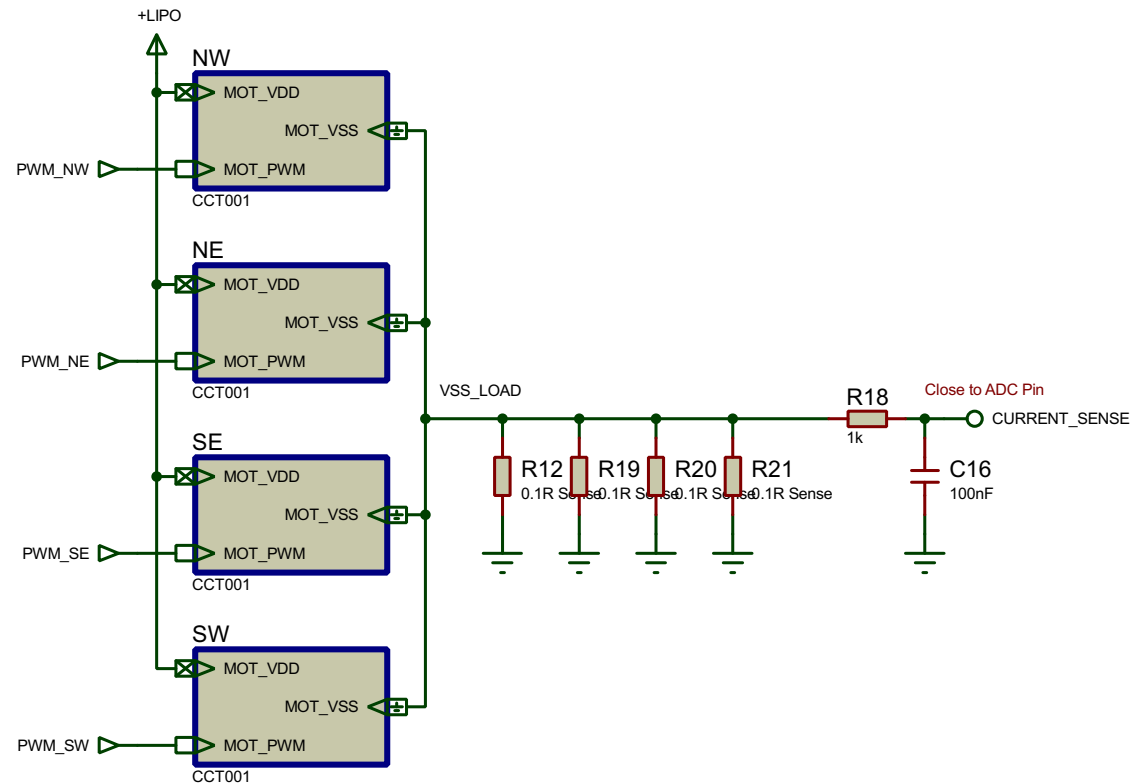 +LIPO
NW
MOT_VDD
MOT_VSS
PWM_NW
MOT_PWM
CCT001
NE
MOT_VDD
MOT_VSS
PWM_NE
MOT_PWM
CCT001
VSS_LOAD
R18
1k
Close to ADC Pin
CURRENT_SENSE
SE
MOT_VDD
MOT_VSS
PWM_SE
MOT_PWM
CCT001
R12
0.1R Sense
R19
0.1R Sense
R20
0.1R Sense
R21
0.1R Sense
C16
100nF
SW
MOT_VDD
MOT_VSS
PWM_SW
MOT_PWM
CCT001